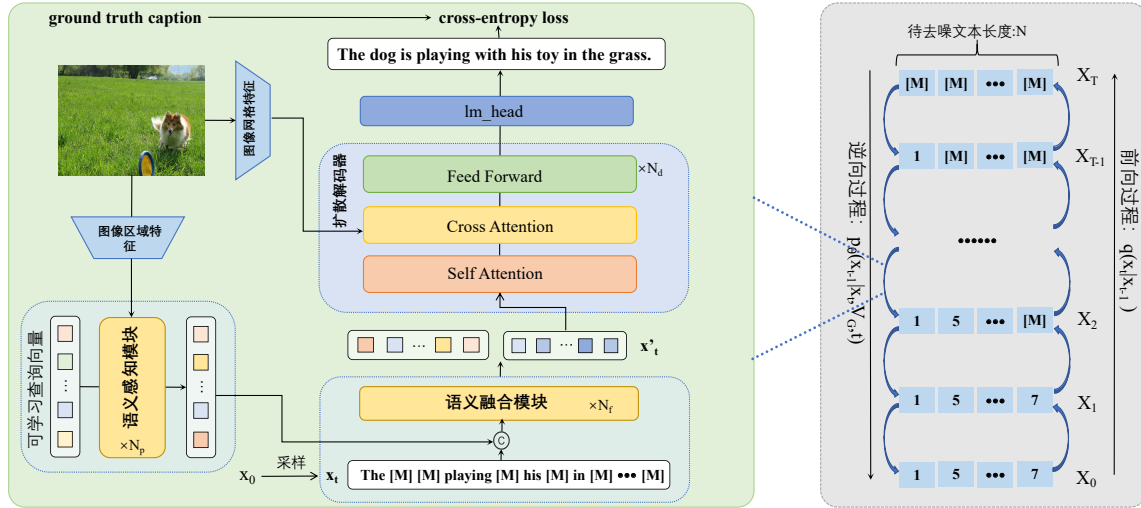 ground truth caption
cross-entropy loss
The dog is playing with his toy in the grass.
图像网格特征
lm_head
扩散解码器
Feed Forward
×N_d
Cross Attention
Self Attention
图像区域特
征
可学习查询向量
语义感知模块
×N_p
...
...
...
...
x'_t
语义融合模块
×N_f
C
X_0
采样
x_t
The [M] [M] playing [M] his [M] in [M] ••• [M]
待去噪文本长度:N
[M] [M] ••• [M] X_T
1 [M] ••• [M] X_{T-1}
••••••
1 5 ••• [M] X_2
1 5 ••• 7 X_1
1 5 ••• 7 X_0
逆向过程: p_θ(x_{t-1}|x_t,V_G,t)
前向过程: q(x_t|x_{t-1})